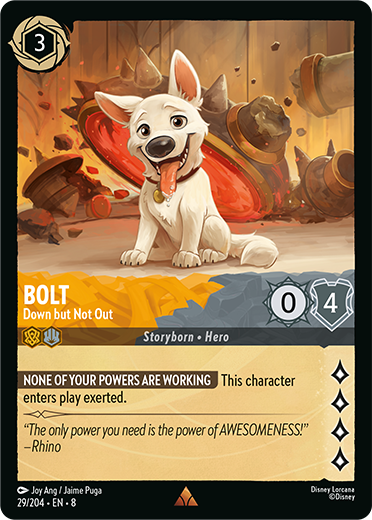 3
BOLT
Down but Not Out
0 4
Storyborn • Hero
NONE OF YOUR POWERS ARE WORKING This character
enters play exerted.
“The only power you need is the power of AWESOMENESS!”
–Rhino
Joy Ang / Jaime Puga
29/204 • EN • 8
Disney Lorcana
©Disney